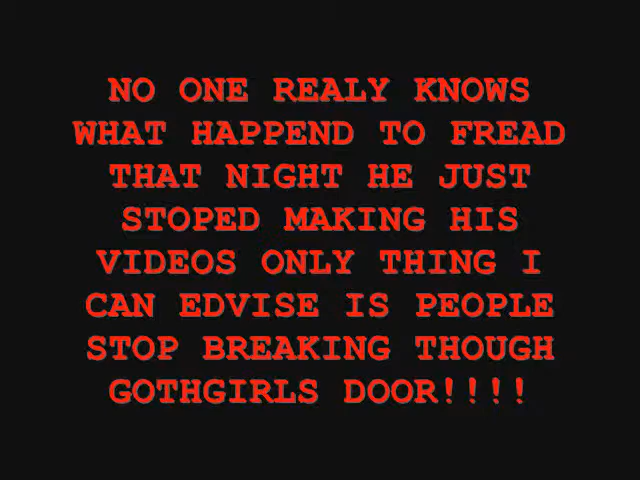 NO ONE REALY KNOWS
WHAT HAPPEND TO FREAD
THAT NIGHT HE JUST
STOPED MAKING HIS
VIDEOS ONLY THING I
CAN EDVISE IS PEOPLE
STOP BREAKING THOUGH
GOTHGIRLS DOOR!!!!